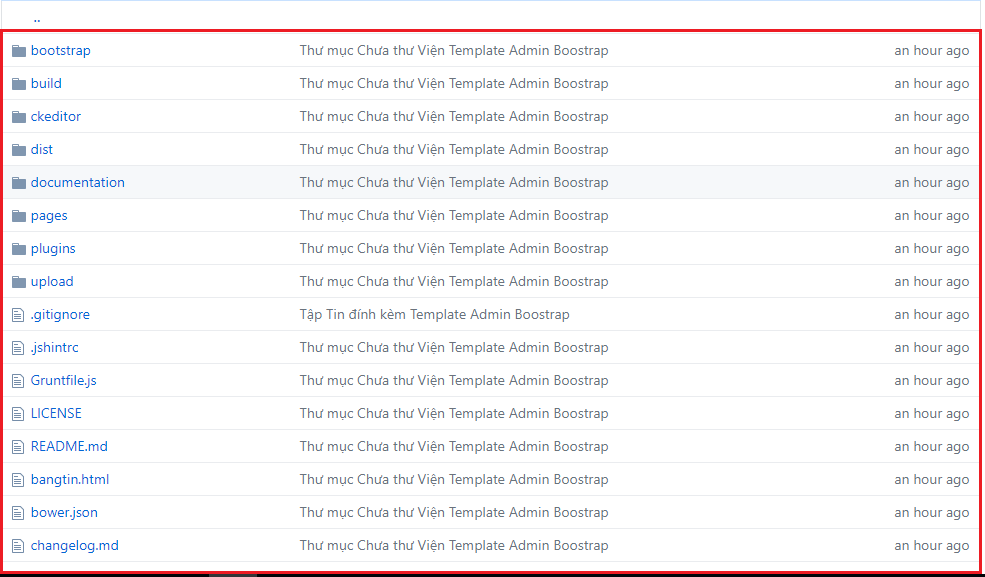 ..
bootstrap Thư mục Chưa thư Viện Template Admin Boostrap an hour ago
build Thư mục Chưa thư Viện Template Admin Boostrap an hour ago
ckeditor Thư mục Chưa thư Viện Template Admin Boostrap an hour ago
dist Thư mục Chưa thư Viện Template Admin Boostrap an hour ago
documentation Thư mục Chưa thư Viện Template Admin Boostrap an hour ago
pages Thư mục Chưa thư Viện Template Admin Boostrap an hour ago
plugins Thư mục Chưa thư Viện Template Admin Boostrap an hour ago
upload Thư mục Chưa thư Viện Template Admin Boostrap an hour ago
.gitignore Tập Tin đính kèm Template Admin Boostrap an hour ago
.jshintrc Thư mục Chưa thư Viện Template Admin Boostrap an hour ago
Gruntfile.js Thư mục Chưa thư Viện Template Admin Boostrap an hour ago
LICENSE Thư mục Chưa thư Viện Template Admin Boostrap an hour ago
README.md Thư mục Chưa thư Viện Template Admin Boostrap an hour ago
bangtin.html Thư mục Chưa thư Viện Template Admin Boostrap an hour ago
bower.json Thư mục Chưa thư Viện Template Admin Boostrap an hour ago
changelog.md Thư mục Chưa thư Viện Template Admin Boostrap an hour ago